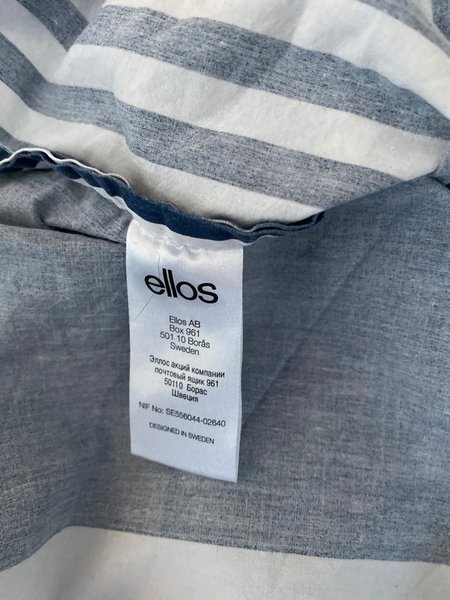 ellos
Ellos AB
Box 961
501 10 Borås
Sweden
Эллос акций компании
почтовый ящик 961
50110 Борас
Швеция
NIF No: SE556044-02640
DESIGNED IN SWEDEN